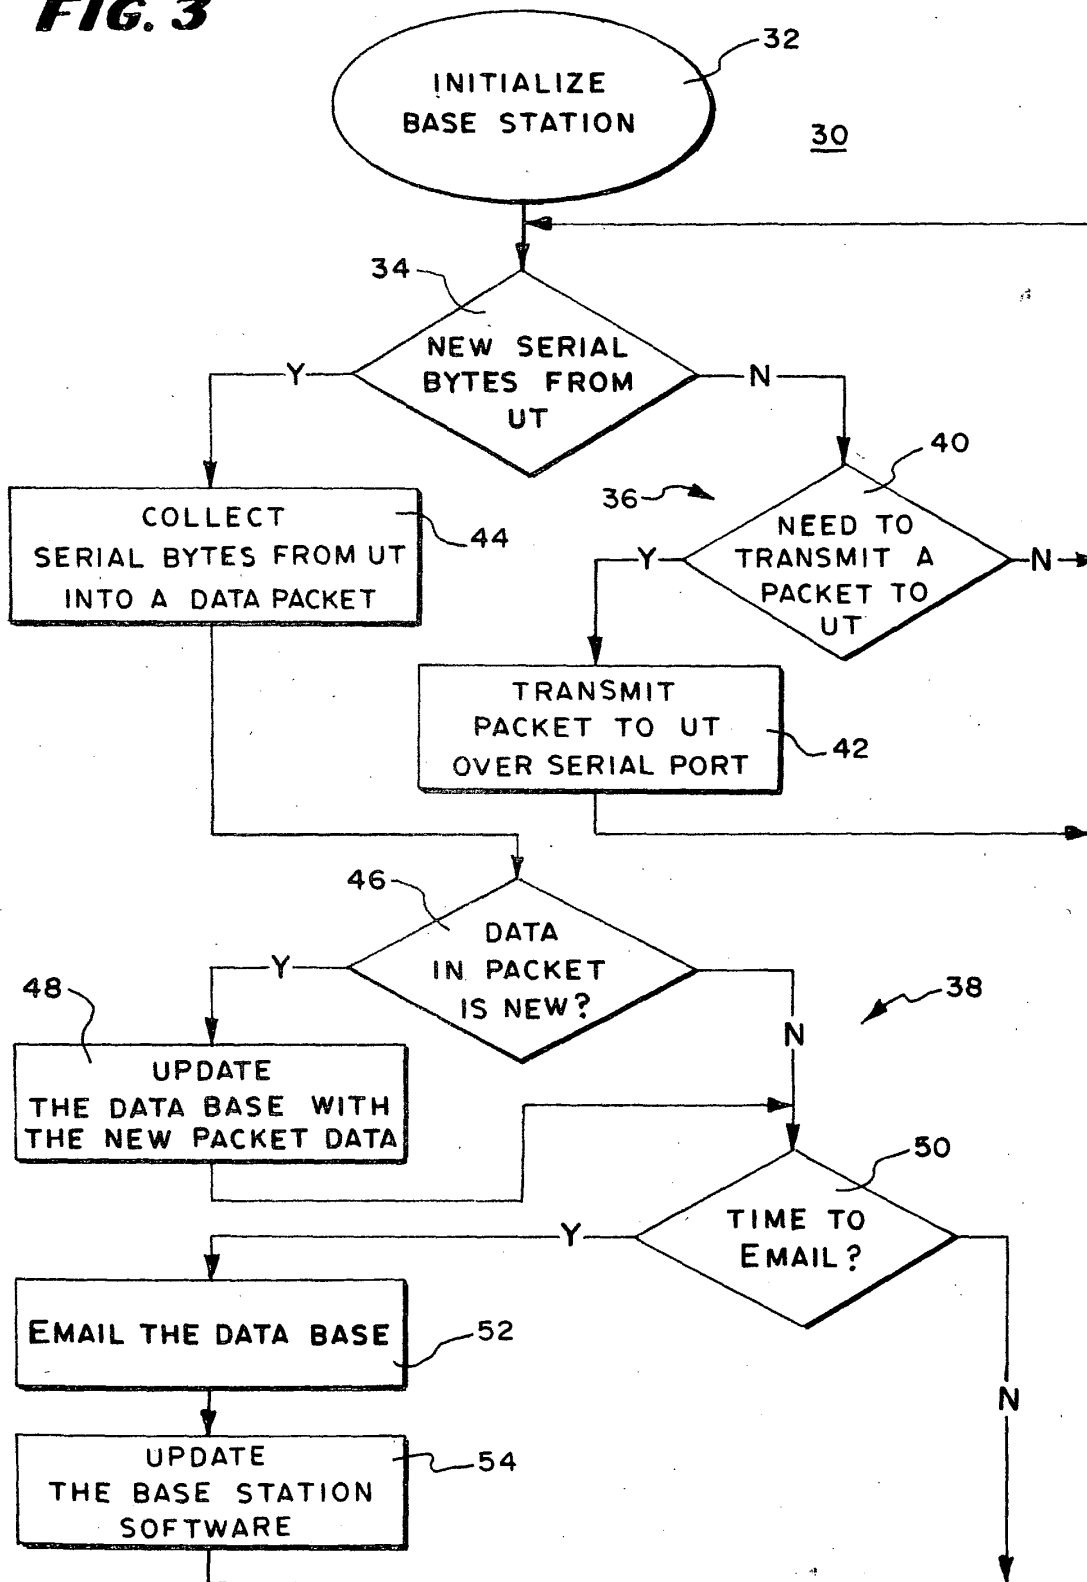 FIG. 3
32
INITIALIZE
BASE STATION
30
34
NEW SERIAL
BYTES FROM
UT
Y
N
40
36
NEED TO
TRANSMIT A
PACKET TO
UT
Y
N
COLLECT
SERIAL BYTES FROM UT
INTO A DATA PACKET
44
TRANSMIT
PACKET TO UT
OVER SERIAL PORT
42
46
DATA
IN PACKET
IS NEW?
Y
N
38
48
UPDATE
THE DATA BASE WITH
THE NEW PACKET DATA
50
TIME TO
EMAIL?
Y
N
EMAIL THE DATA BASE
52
UPDATE
THE BASE STATION
SOFTWARE
54